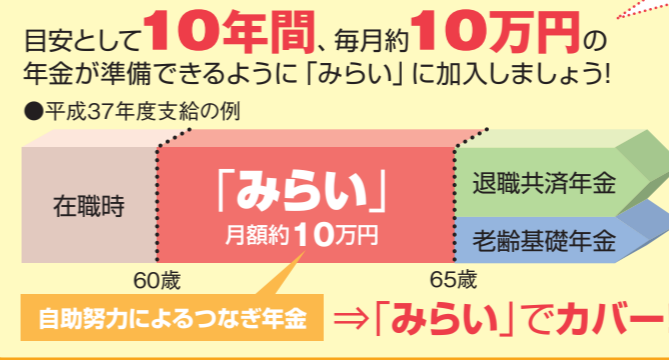 目安として10年間、毎月約10万円の
年金が準備できるように「みらい」に加入しましょう!
●平成37年度支給の例
在職時
「みらい」
月額約10万円
退職共済年金
老齢基礎年金
60歳
65歳
自助努力によるつなぎ年金
⇒「みらい」でカバー